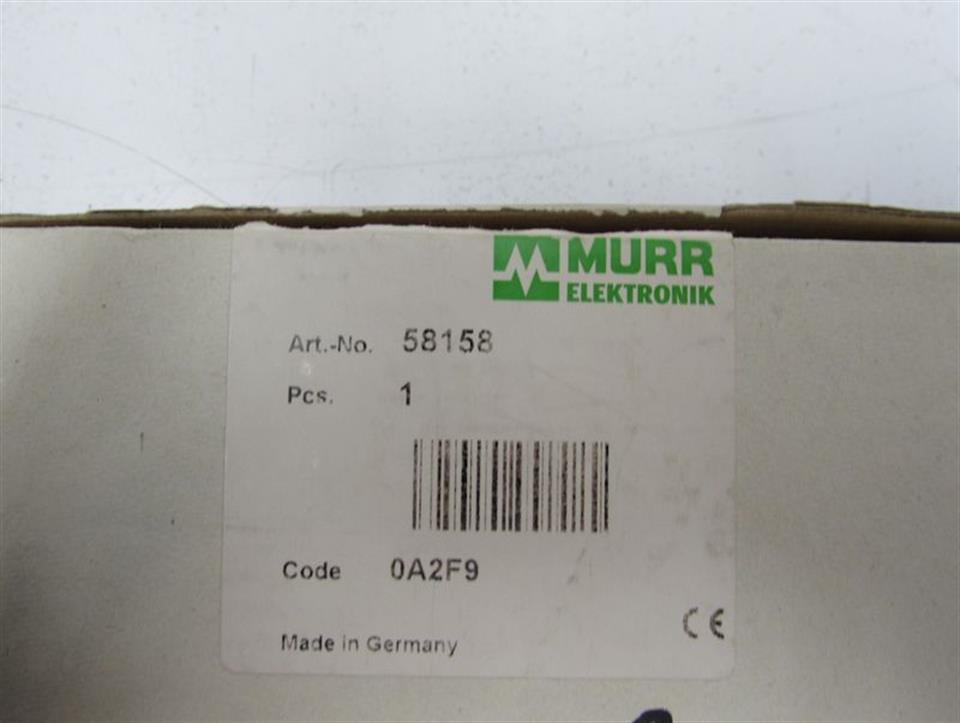 MURR
ELEKTRONIK
Art.-No. 58158
Pcs. 1
Code 0A2F9
CE
Made in Germany